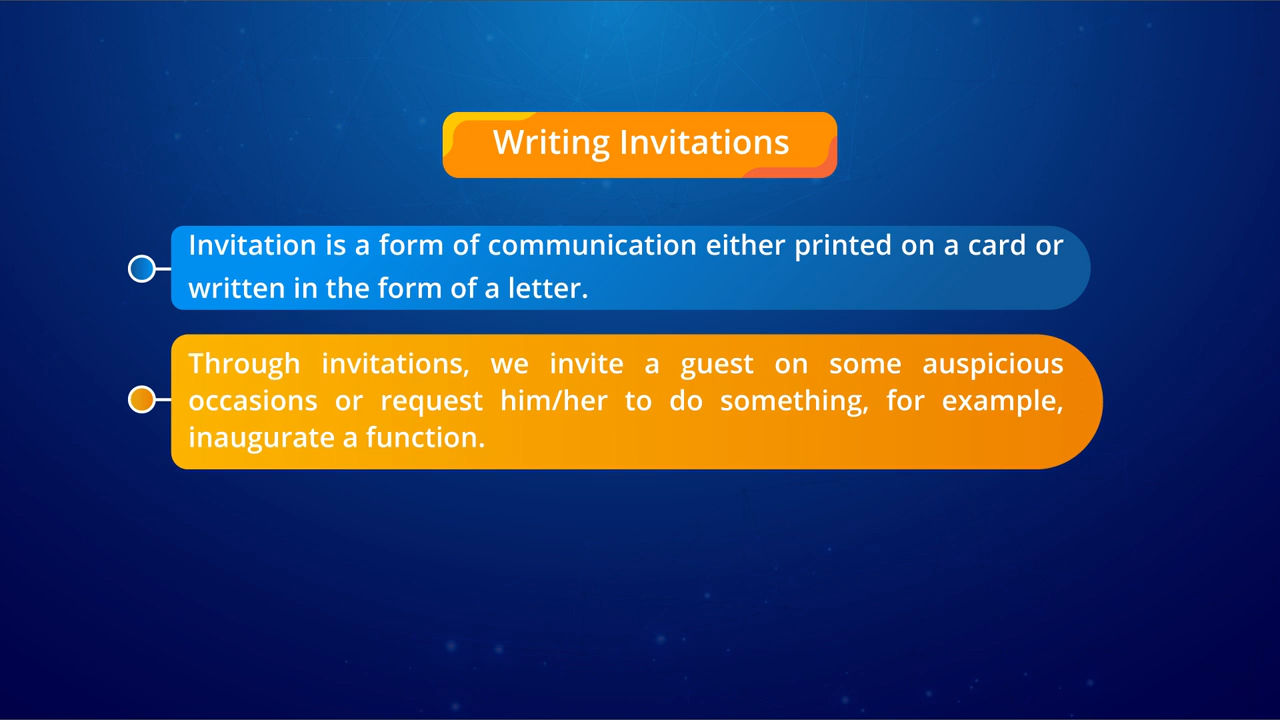 Writing Invitations
Invitation is a form of communication either printed on a card or
written in the form of a letter.
Through invitations, we invite a guest on some auspicious
occasions or request him/her to do something, for example,
inaugurate a function.